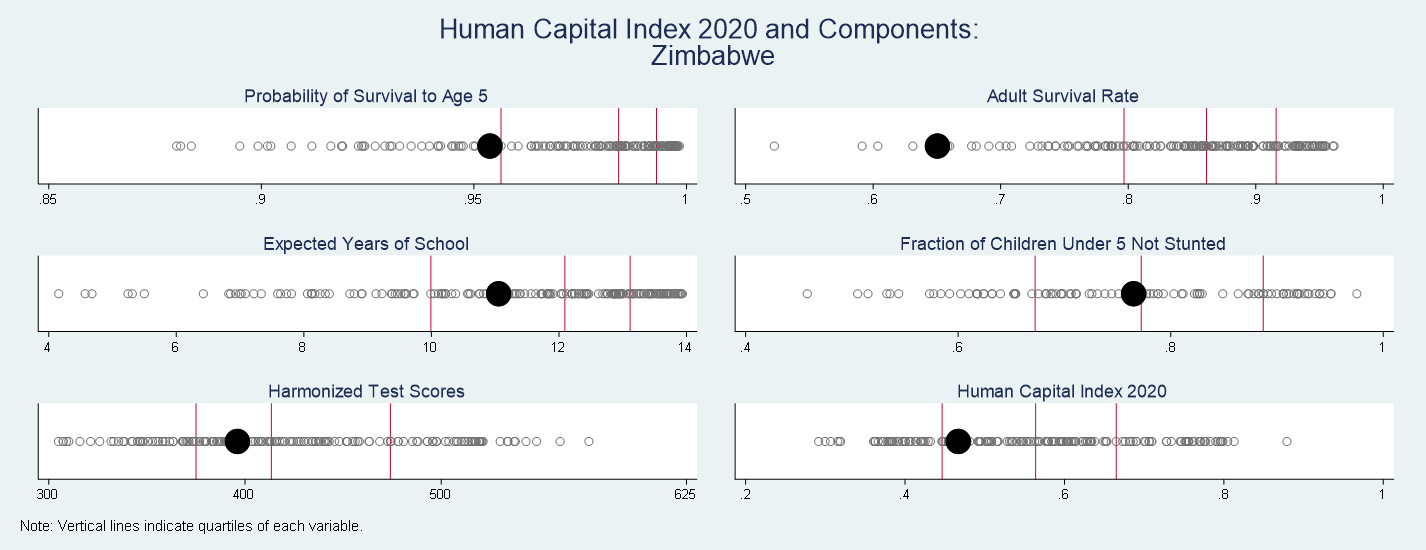 Human Capital Index 2020 and Components:
Zimbabwe
Probability of Survival to Age 5
.85 .9 .95 1
Adult Survival Rate
.5 .6 .7 .8 .9 1
Expected Years of School
4 6 8 10 12 14
Fraction of Children Under 5 Not Stunted
.4 .6 .8 1
Harmonized Test Scores
300 400 500 625
Human Capital Index 2020
.2 .4 .6 .8 1
Note: Vertical lines indicate quartiles of each variable.